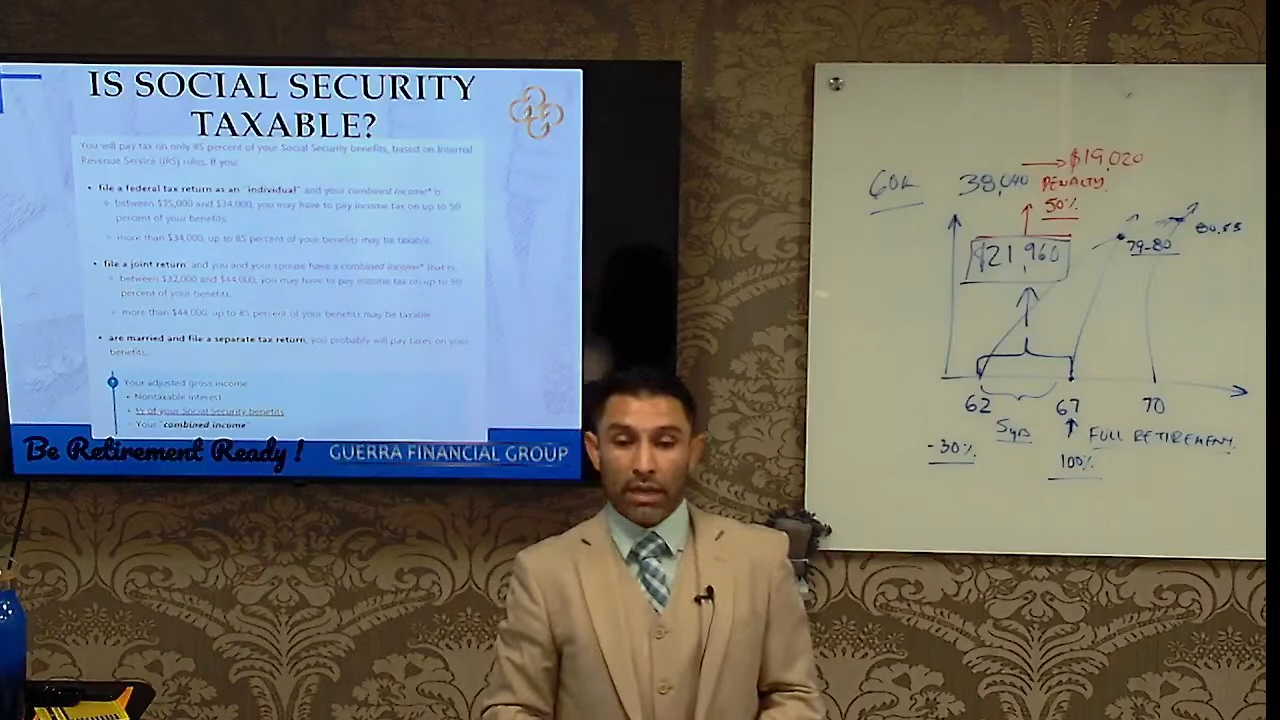 IS SOCIAL SECURITY
TAXABLE?
You will pay tax on only 85 percent of your Social Security benefits, based on Internal
Revenue Service (IRS) rules. If you:
• file a federal tax return as an "individual" and your combined income* is
between $25,000 and $34,000, you may have to pay income tax on up to 50
percent of your benefits.
more than $34,000, up to 85 percent of your benefits may be taxable.
• file a joint return, and you and your spouse have a combined income* that is
between $32,000 and $44,000, you may have to pay income tax on up to 50
percent of your benefits.
more than $44,000, up to 85 percent of your benefits may be taxable.
• are married and file a separate tax return, you probably will pay taxes on your
benefits.
Your adjusted gross income
• Nontaxable interest
• ½ of your Social Security benefits
Your "combined income"
Be Retirement Ready !
GUERRA FINANCIAL GROUP
60K
38,040
→ $19,020
PENALTY
50%
$21,960
79-80
62
67
70
5 yrs
FULL RETIREMENT
-30%
100%